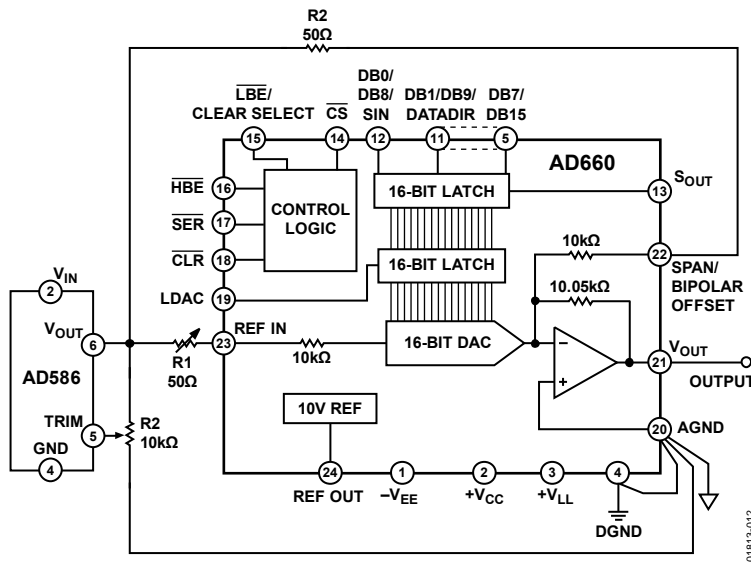 R2
50Ω
LBE/
CLEAR SELECT
CS
DB0/
DB8/
SIN
DB1/DB9/
DATADIR
DB7/
DB15
15
14
12
11
5
AD660
HBE
16
SER
17
CLR
18
LDAC
19
CONTROL
LOGIC
16-BIT LATCH
16-BIT LATCH
13
SOUT
10kΩ
22
SPAN/
BIPOLAR
OFFSET
10.05kΩ
2
VIN
VOUT
6
AD586
TRIM
5
GND
4
R1
50Ω
R2
10kΩ
23
REF IN
10kΩ
16-BIT DAC
–
+
VOUT
21
OUTPUT
20
AGND
10V REF
24
REF OUT
1
–VEE
2
+VCC
3
+VLL
4
DGND
01813-012